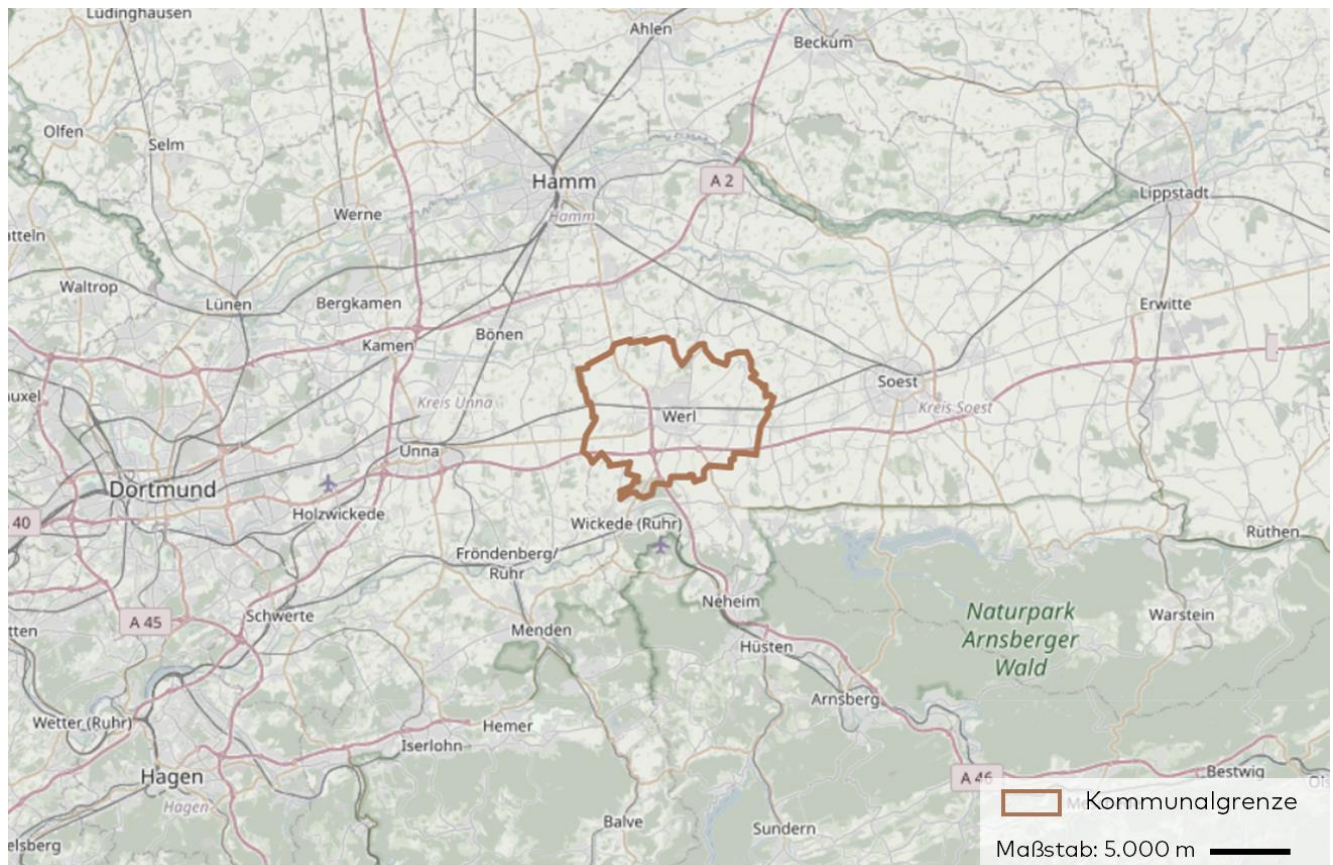 Lüdinghausen
Ahlen
Beckum
Olfen
Selm
Hamm
A 2
Lippstadt
Werne
Hamm
atteln
Waltrop
Lünen
Bergkamen
Erwitte
Bönen
Kamen
Soest
auxel
Kreis Unna
Kreis Soest
Werl
Unna
Dortmund
Holzwickede
40
Wickede (Ruhr)
Rüthen
Fröndenberg/
Ruhr
Neheim
Naturpark
Arnsberger
Wald
A 45
Schwerte
Warstein
tten
Menden
Hüsten
Arnsberg
Wetter (Ruhr)
Hemer
Iserlohn
Hagen
A 46
Bestwig
Hagen
Kommunalgrenze
Balve
Sundern
elsberg
Maßstab: 5.000 m